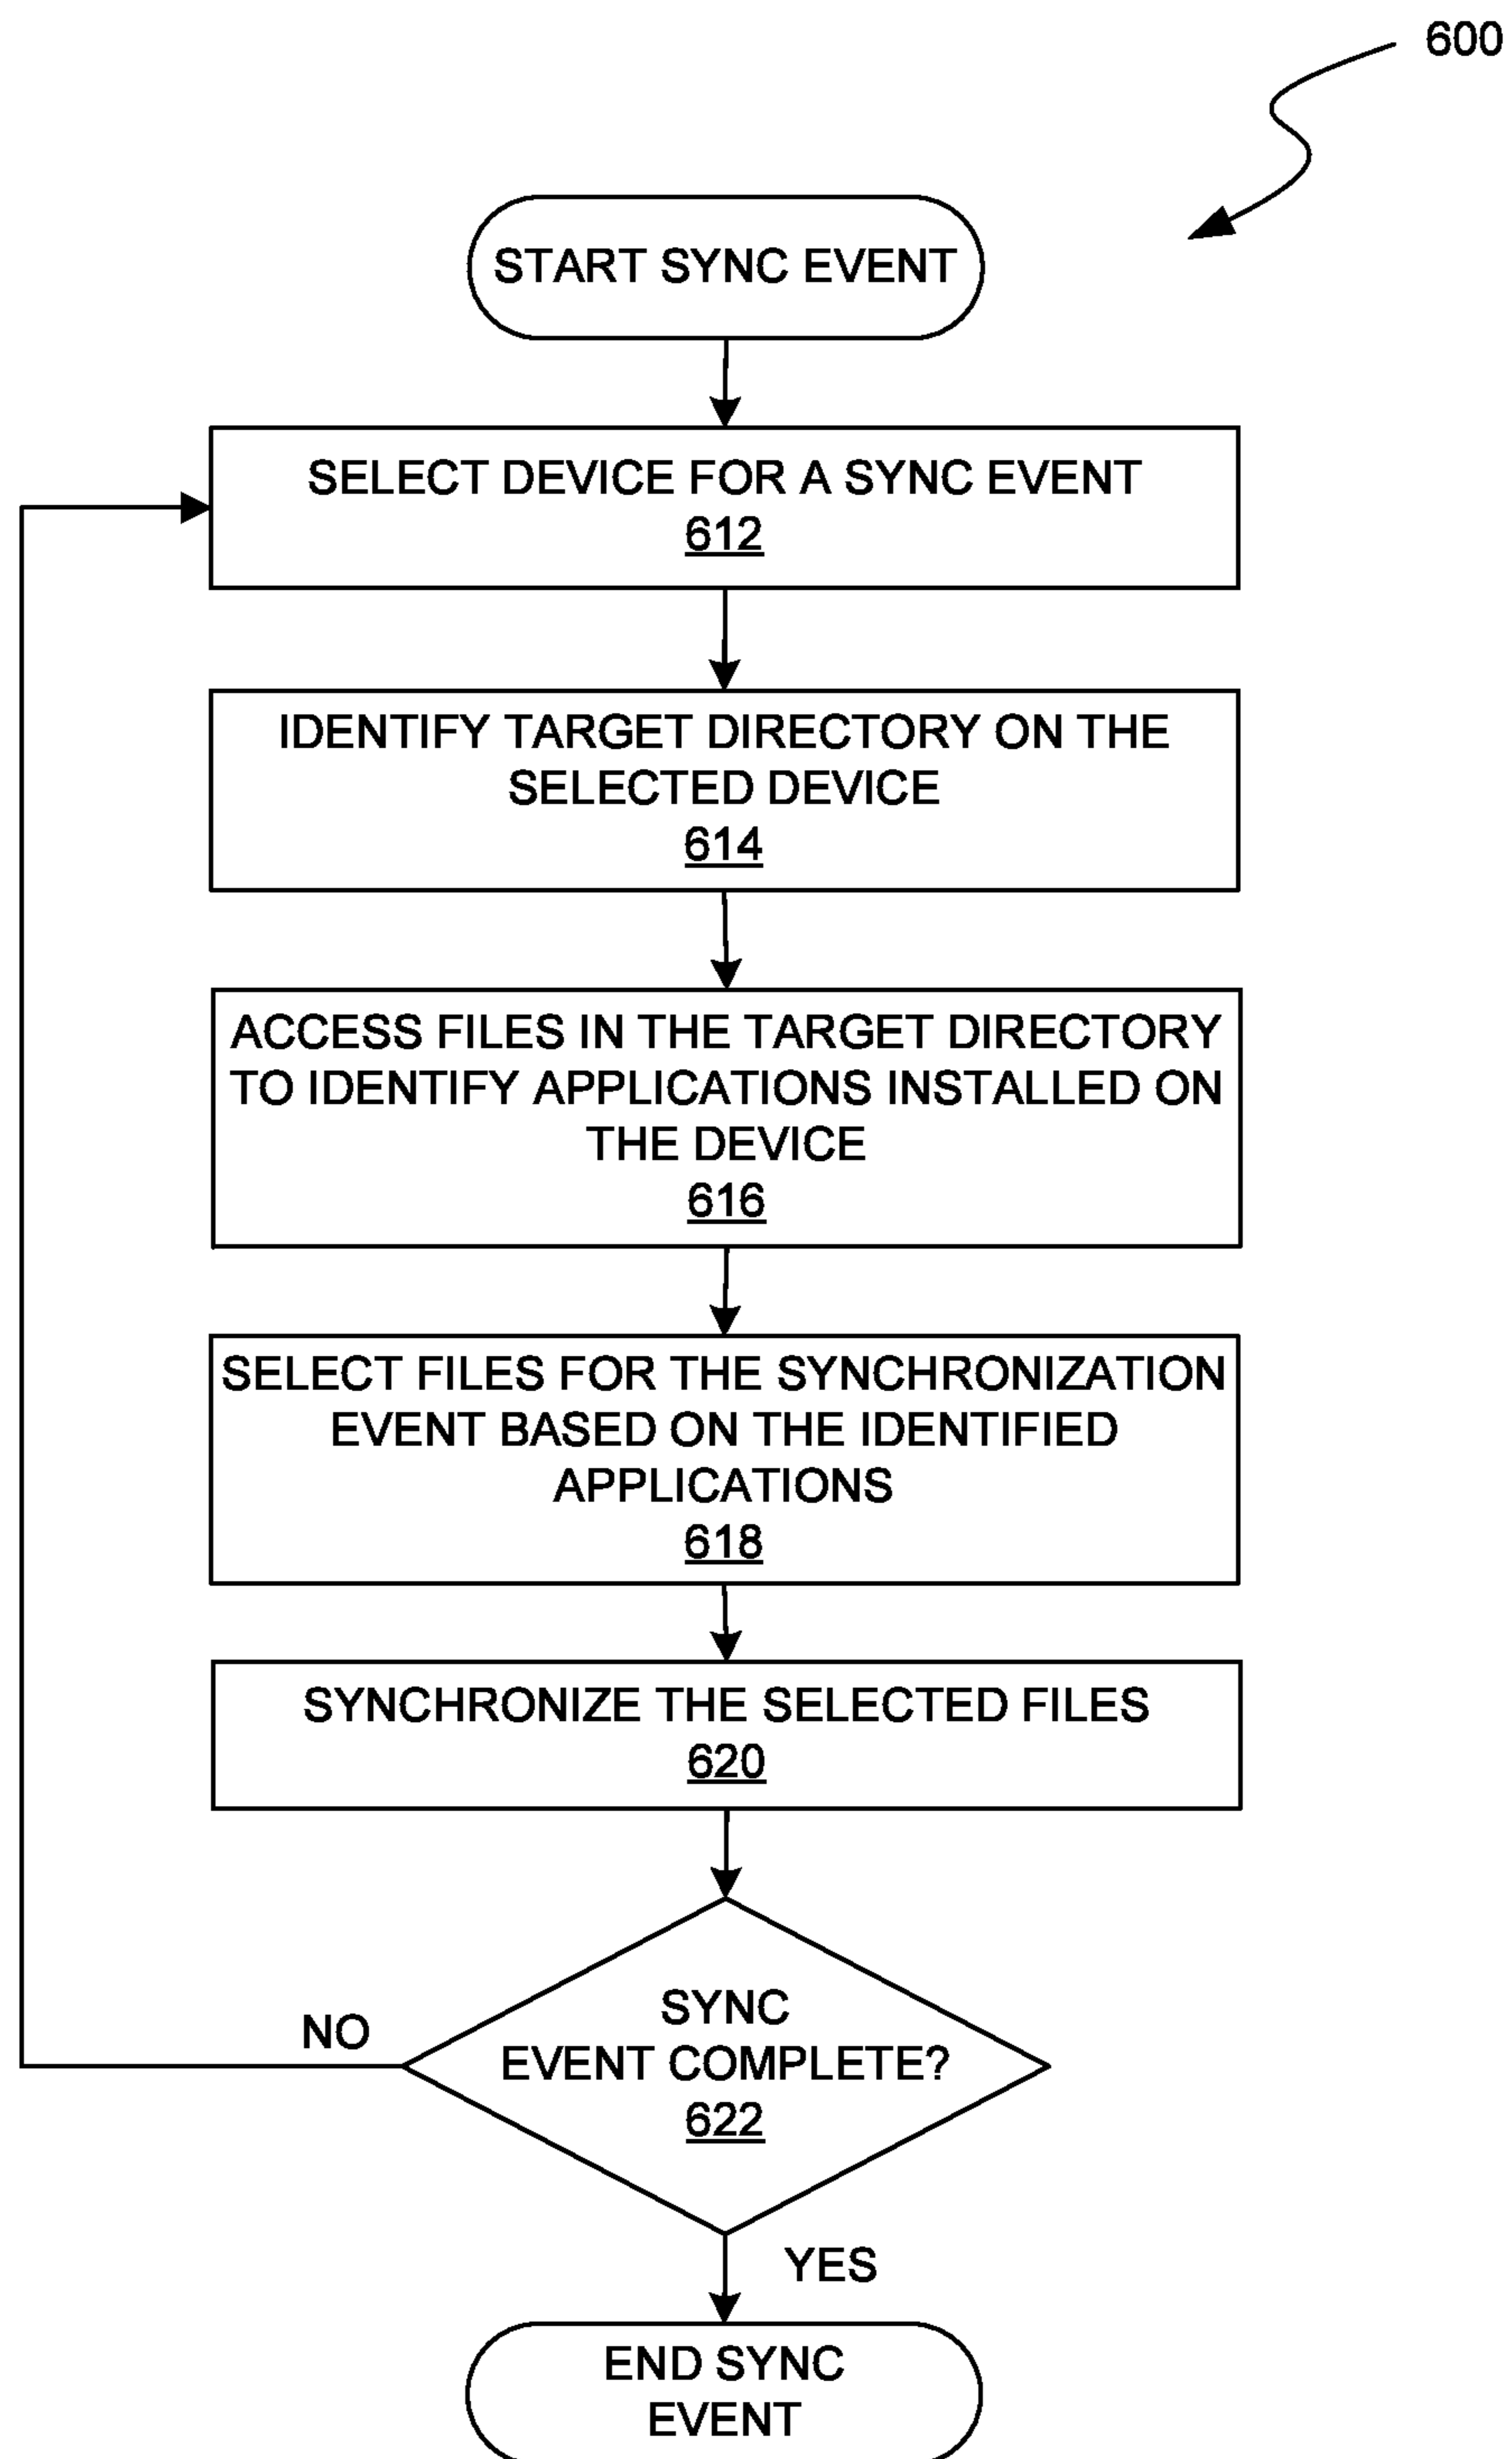 600
START SYNC EVENT
SELECT DEVICE FOR A SYNC EVENT
612
IDENTIFY TARGET DIRECTORY ON THE
SELECTED DEVICE
614
ACCESS FILES IN THE TARGET DIRECTORY
TO IDENTIFY APPLICATIONS INSTALLED ON
THE DEVICE
616
SELECT FILES FOR THE SYNCHRONIZATION
EVENT BASED ON THE IDENTIFIED
APPLICATIONS
618
SYNCHRONIZE THE SELECTED FILES
620
SYNC
EVENT COMPLETE?
622
NO
YES
END SYNC
EVENT